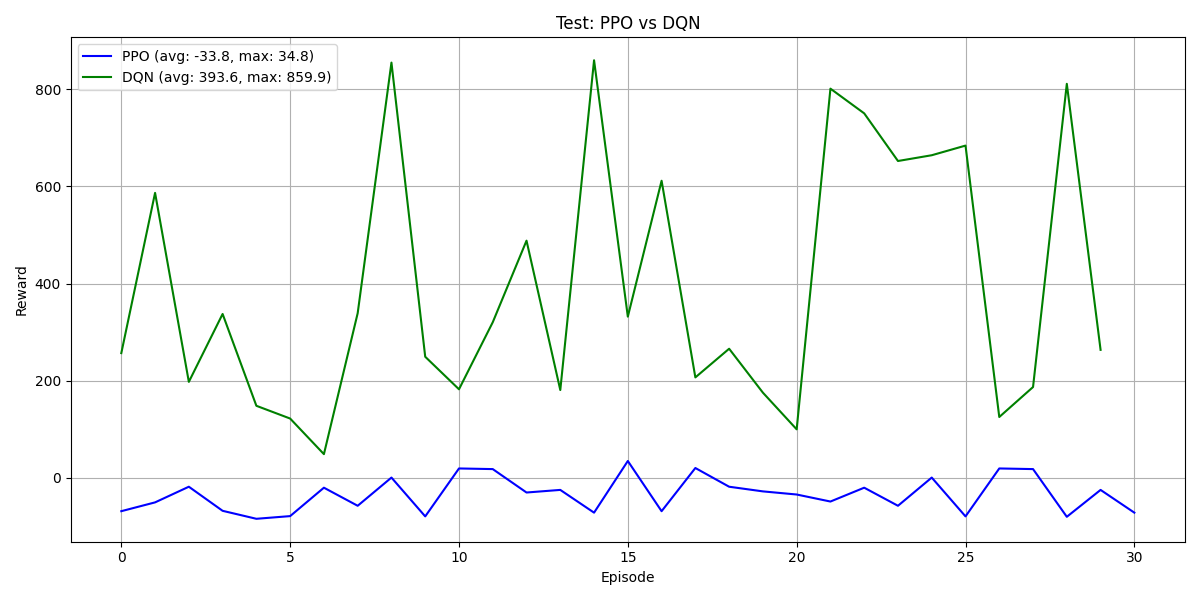 Test: PPO vs DQN
PPO (avg: -33.8, max: 34.8)
DQN (avg: 393.6, max: 859.9)
Reward
800
600
400
200
0
0 5 10 15 20 25 30
Episode